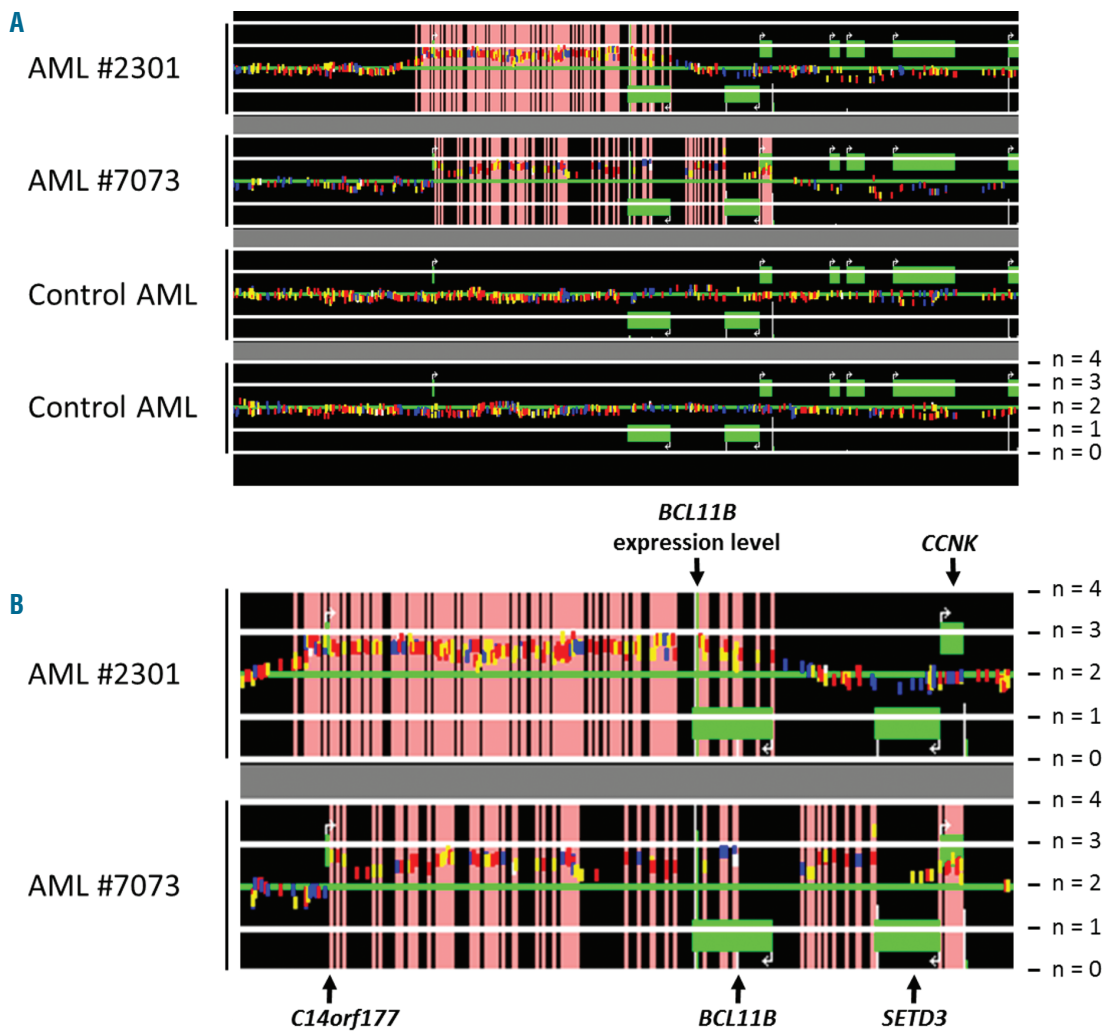 A
AML #2301
AML #7073
Control AML
Control AML
n = 4
n = 3
n = 2
n = 1
n = 0
BCL11B
expression level
CCNK
B
AML #2301
n = 4
n = 3
n = 2
n = 1
n = 0
AML #7073
n = 4
n = 3
n = 2
n = 1
n = 0
C14orf177
BCL11B
SETD3